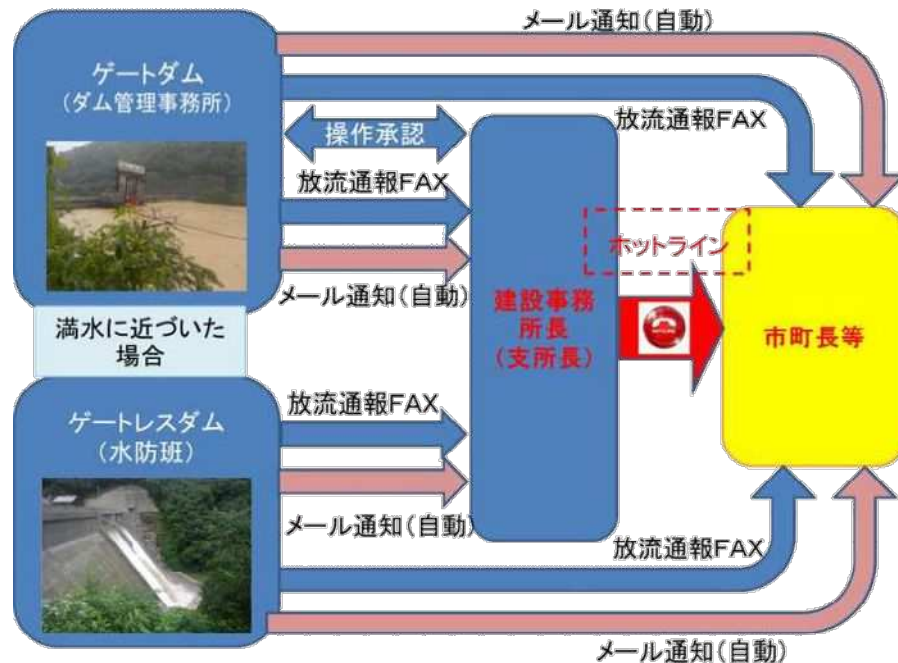 メール通知(自動)
ゲートダム
(ダム管理事務所)
放流通報FAX
操作承認
放流通報FAX
ホットライン
メール通知(自動)
満水に近づいた
場合
建設事務
所長
(支所長)
市町長等
放流通報FAX
ゲートレスダム
(水防班)
メール通知(自動)
放流通報FAX
メール通知(自動)